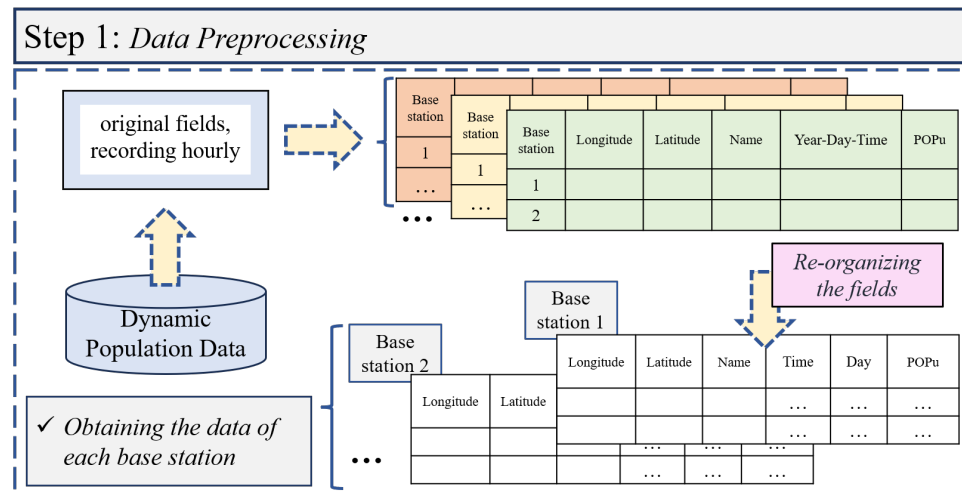 Step 1: Data Preprocessing
original fields,
recording hourly
Base
station
1
...
...
Base
station
1
...
Base
station
Longitude
Latitude
Name
Year-Day-Time
POPu
1
2
Re-organizing
the fields
Dynamic
Population Data
Base
station 1
Base
station 2
Longitude
Latitude
Name
Time
Day
POPu
... ... ...
... ... ...
Longitude
Latitude
... ... ...
... ... ...
...
✓ Obtaining the data of
each base station